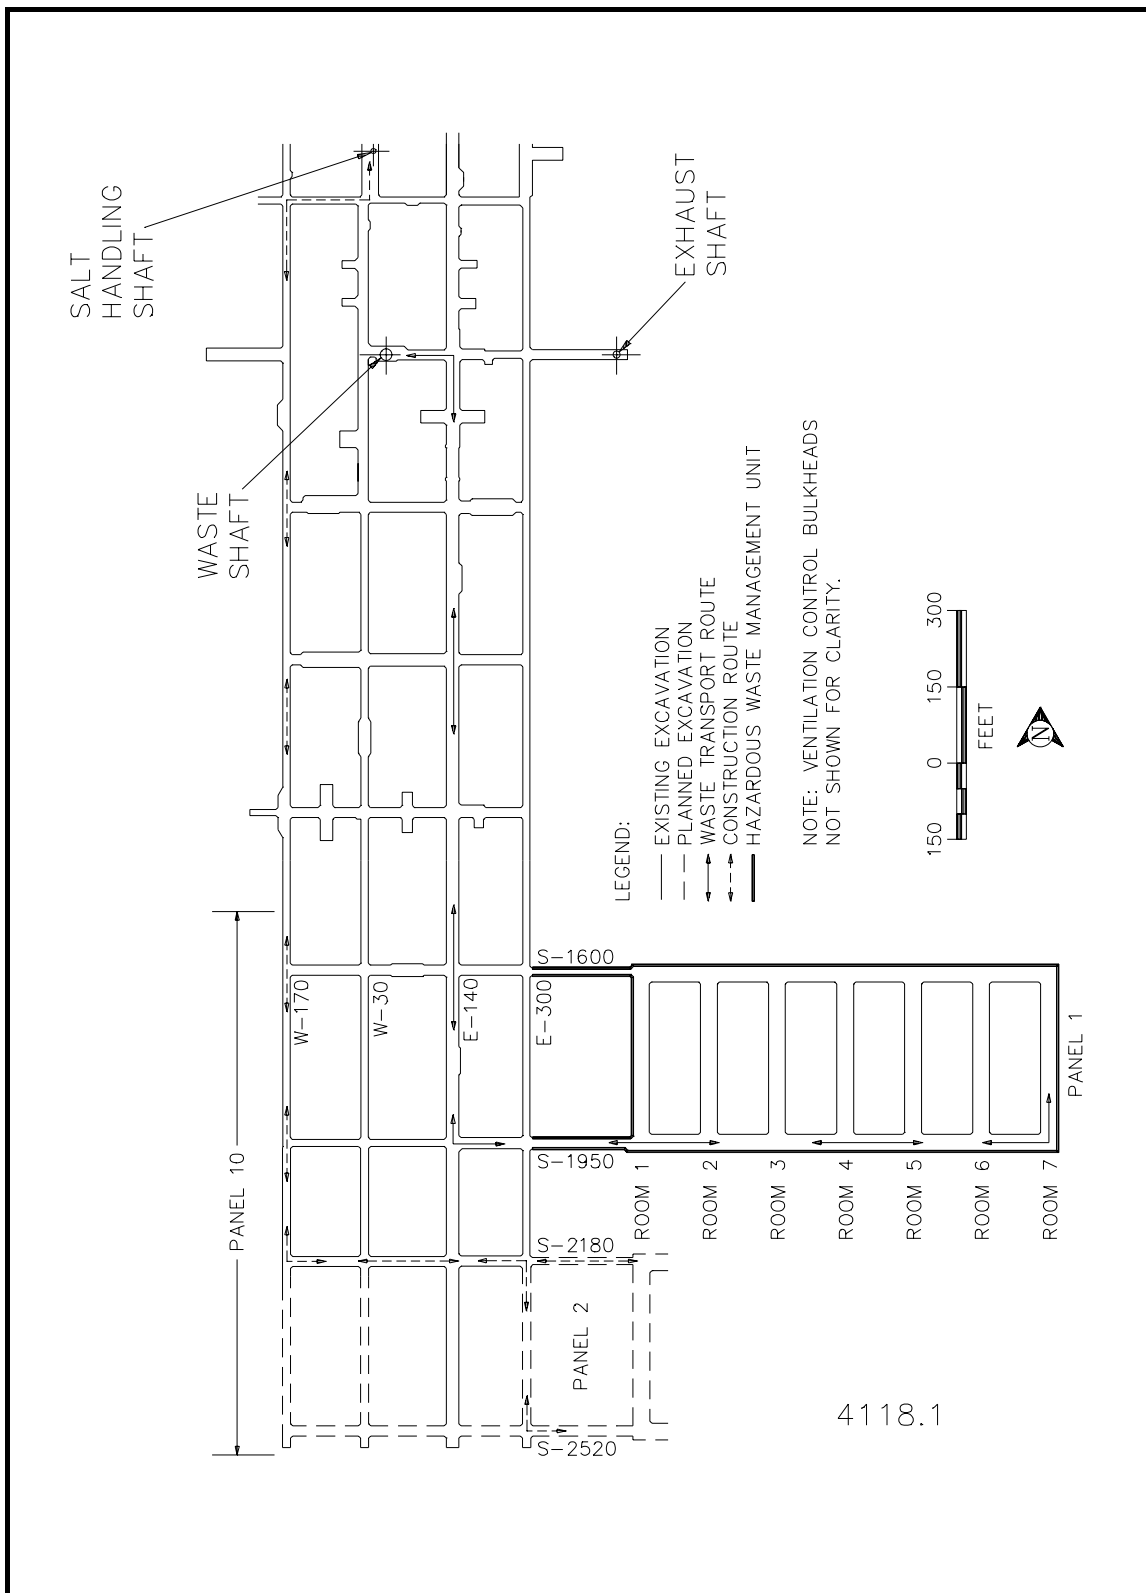 SALT
HANDLING
SHAFT
WASTE
SHAFT
EXHAUST
SHAFT
PANEL 10
W-170
W-30
E-140
E-300
S-1600
S-1950
S-2180
S-2520
PANEL 2
ROOM 1
ROOM 2
ROOM 3
ROOM 4
ROOM 5
ROOM 6
ROOM 7
PANEL 1
LEGEND:
EXISTING EXCAVATION
PLANNED EXCAVATION
WASTE TRANSPORT ROUTE
CONSTRUCTION ROUTE
HAZARDOUS WASTE MANAGEMENT UNIT
NOTE: VENTILATION CONTROL BULKHEADS
NOT SHOWN FOR CLARITY.
150 0 150 300
FEET
N
4118.1